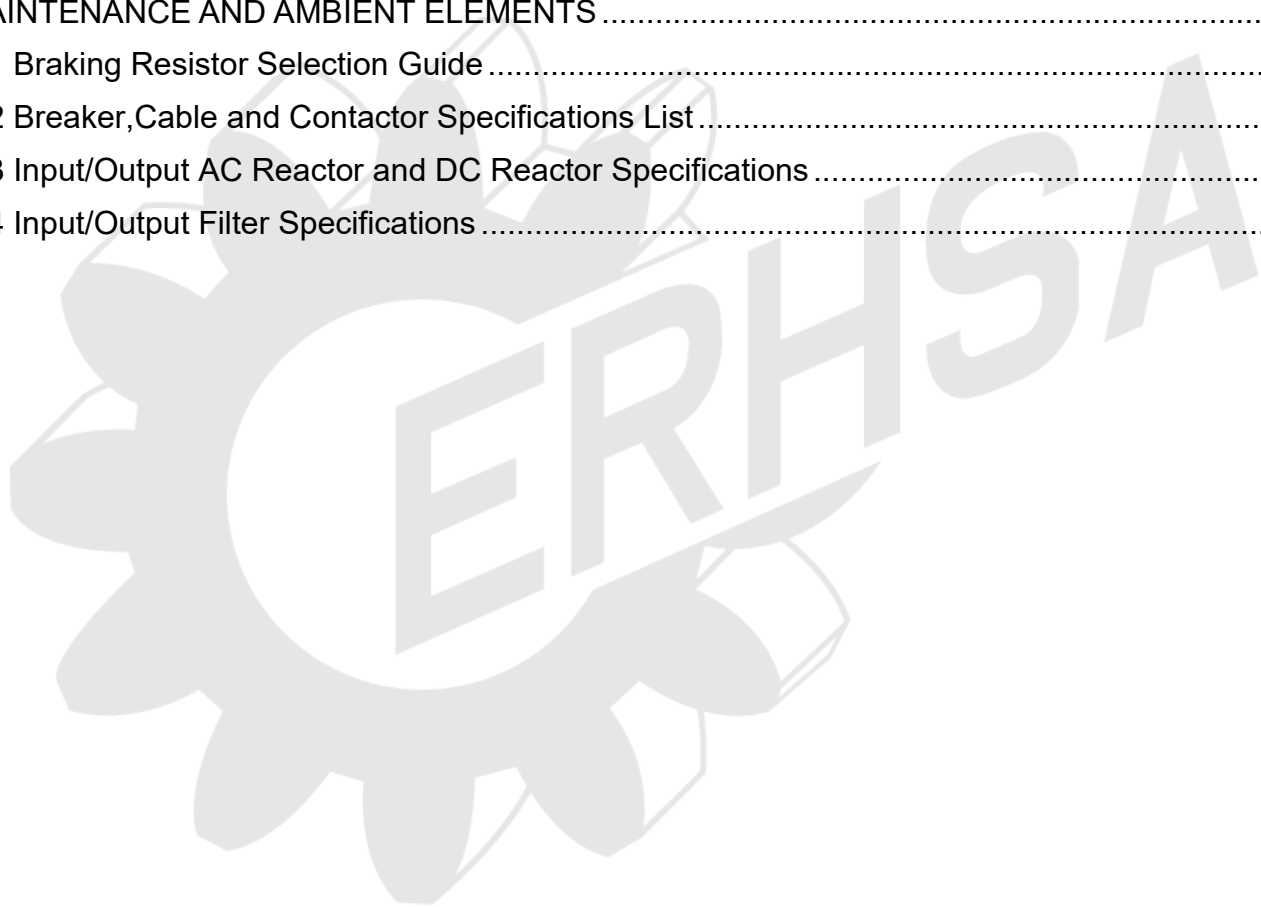 AINTENANCE AND AMBIENT ELEMENTS........................................................................
Braking Resistor Selection Guide........................................................................
2 Breaker,Cable and Contactor Specifications List........................................................................
3 Input/Output AC Reactor and DC Reactor Specifications........................................................................
4 Input/Output Filter Specifications........................................................................
ERHSA